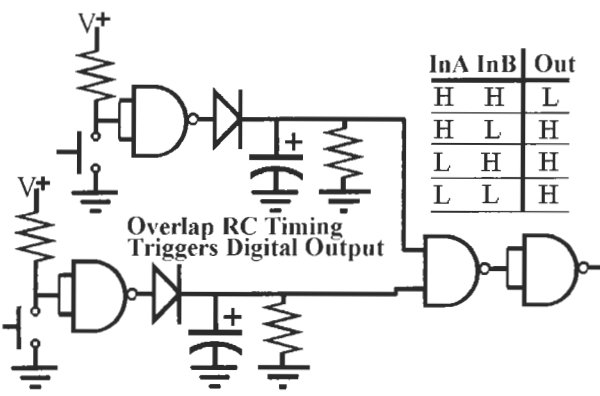 V+
InA InB Out
H H L
H L H
L H H
L L H
V+
Overlap RC Timing
Triggers Digital Output
+
+